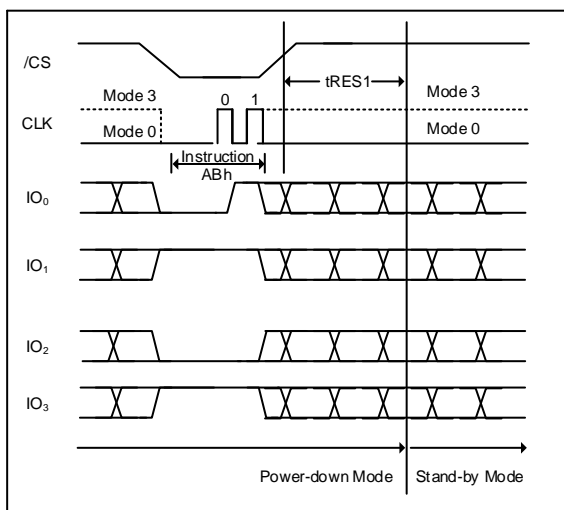 /CS
tRES1
Mode 3 0 1 Mode 3
CLK
Mode 0 Mode 0
Instruction
ABh
IO₀
IO₁
IO₂
IO₃
Power-down Mode Stand-by Mode